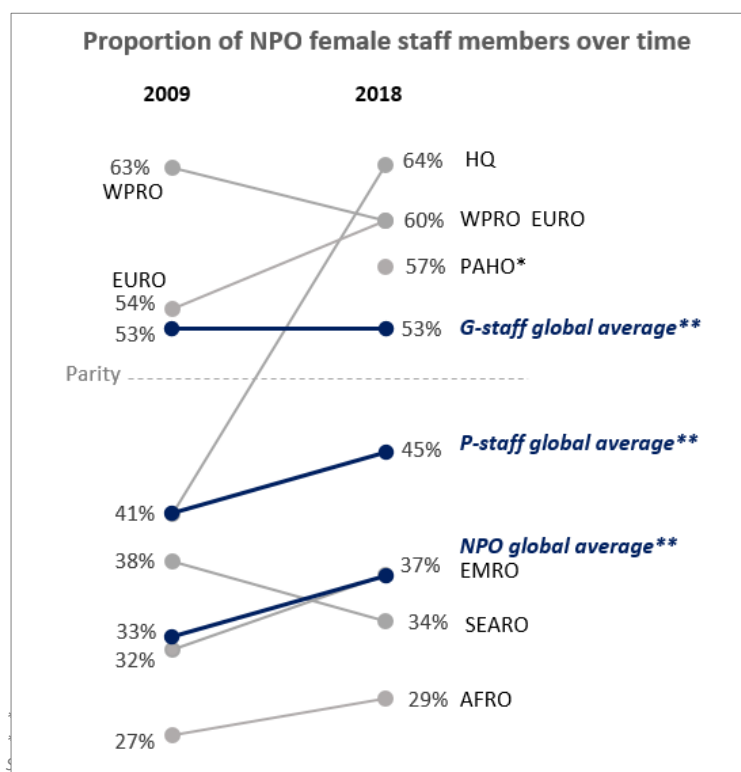 Proportion of NPO female staff members over time
2009 2018
63% 64% HQ
WPRO
60% WPRO EURO
EURO
57% PAHO*
54%
53% 53% G-staff global average**
Parity
45% P-staff global average**
41%
NPO global average**
38% 37% EMRO
33% 34% SEARO
32%
29% AFRO
27%